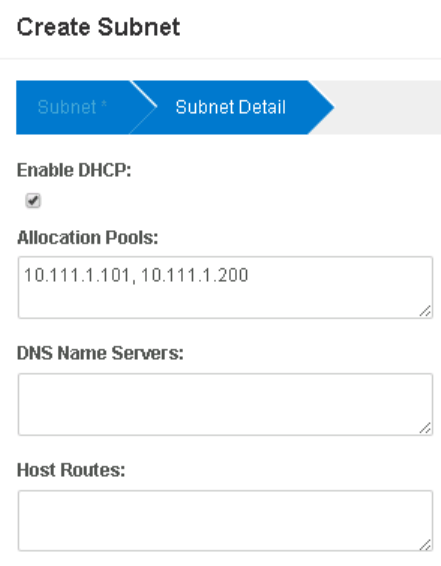 Create Subnet
Subnet *
Subnet Detail
Enable DHCP:
Allocation Pools:
10.111.1.101, 10.111.1.200
DNS Name Servers:
Host Routes: